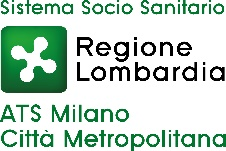 Sistema Socio Sanitario
Regione
Lombardia
ATS Milano
Città Metropolitana